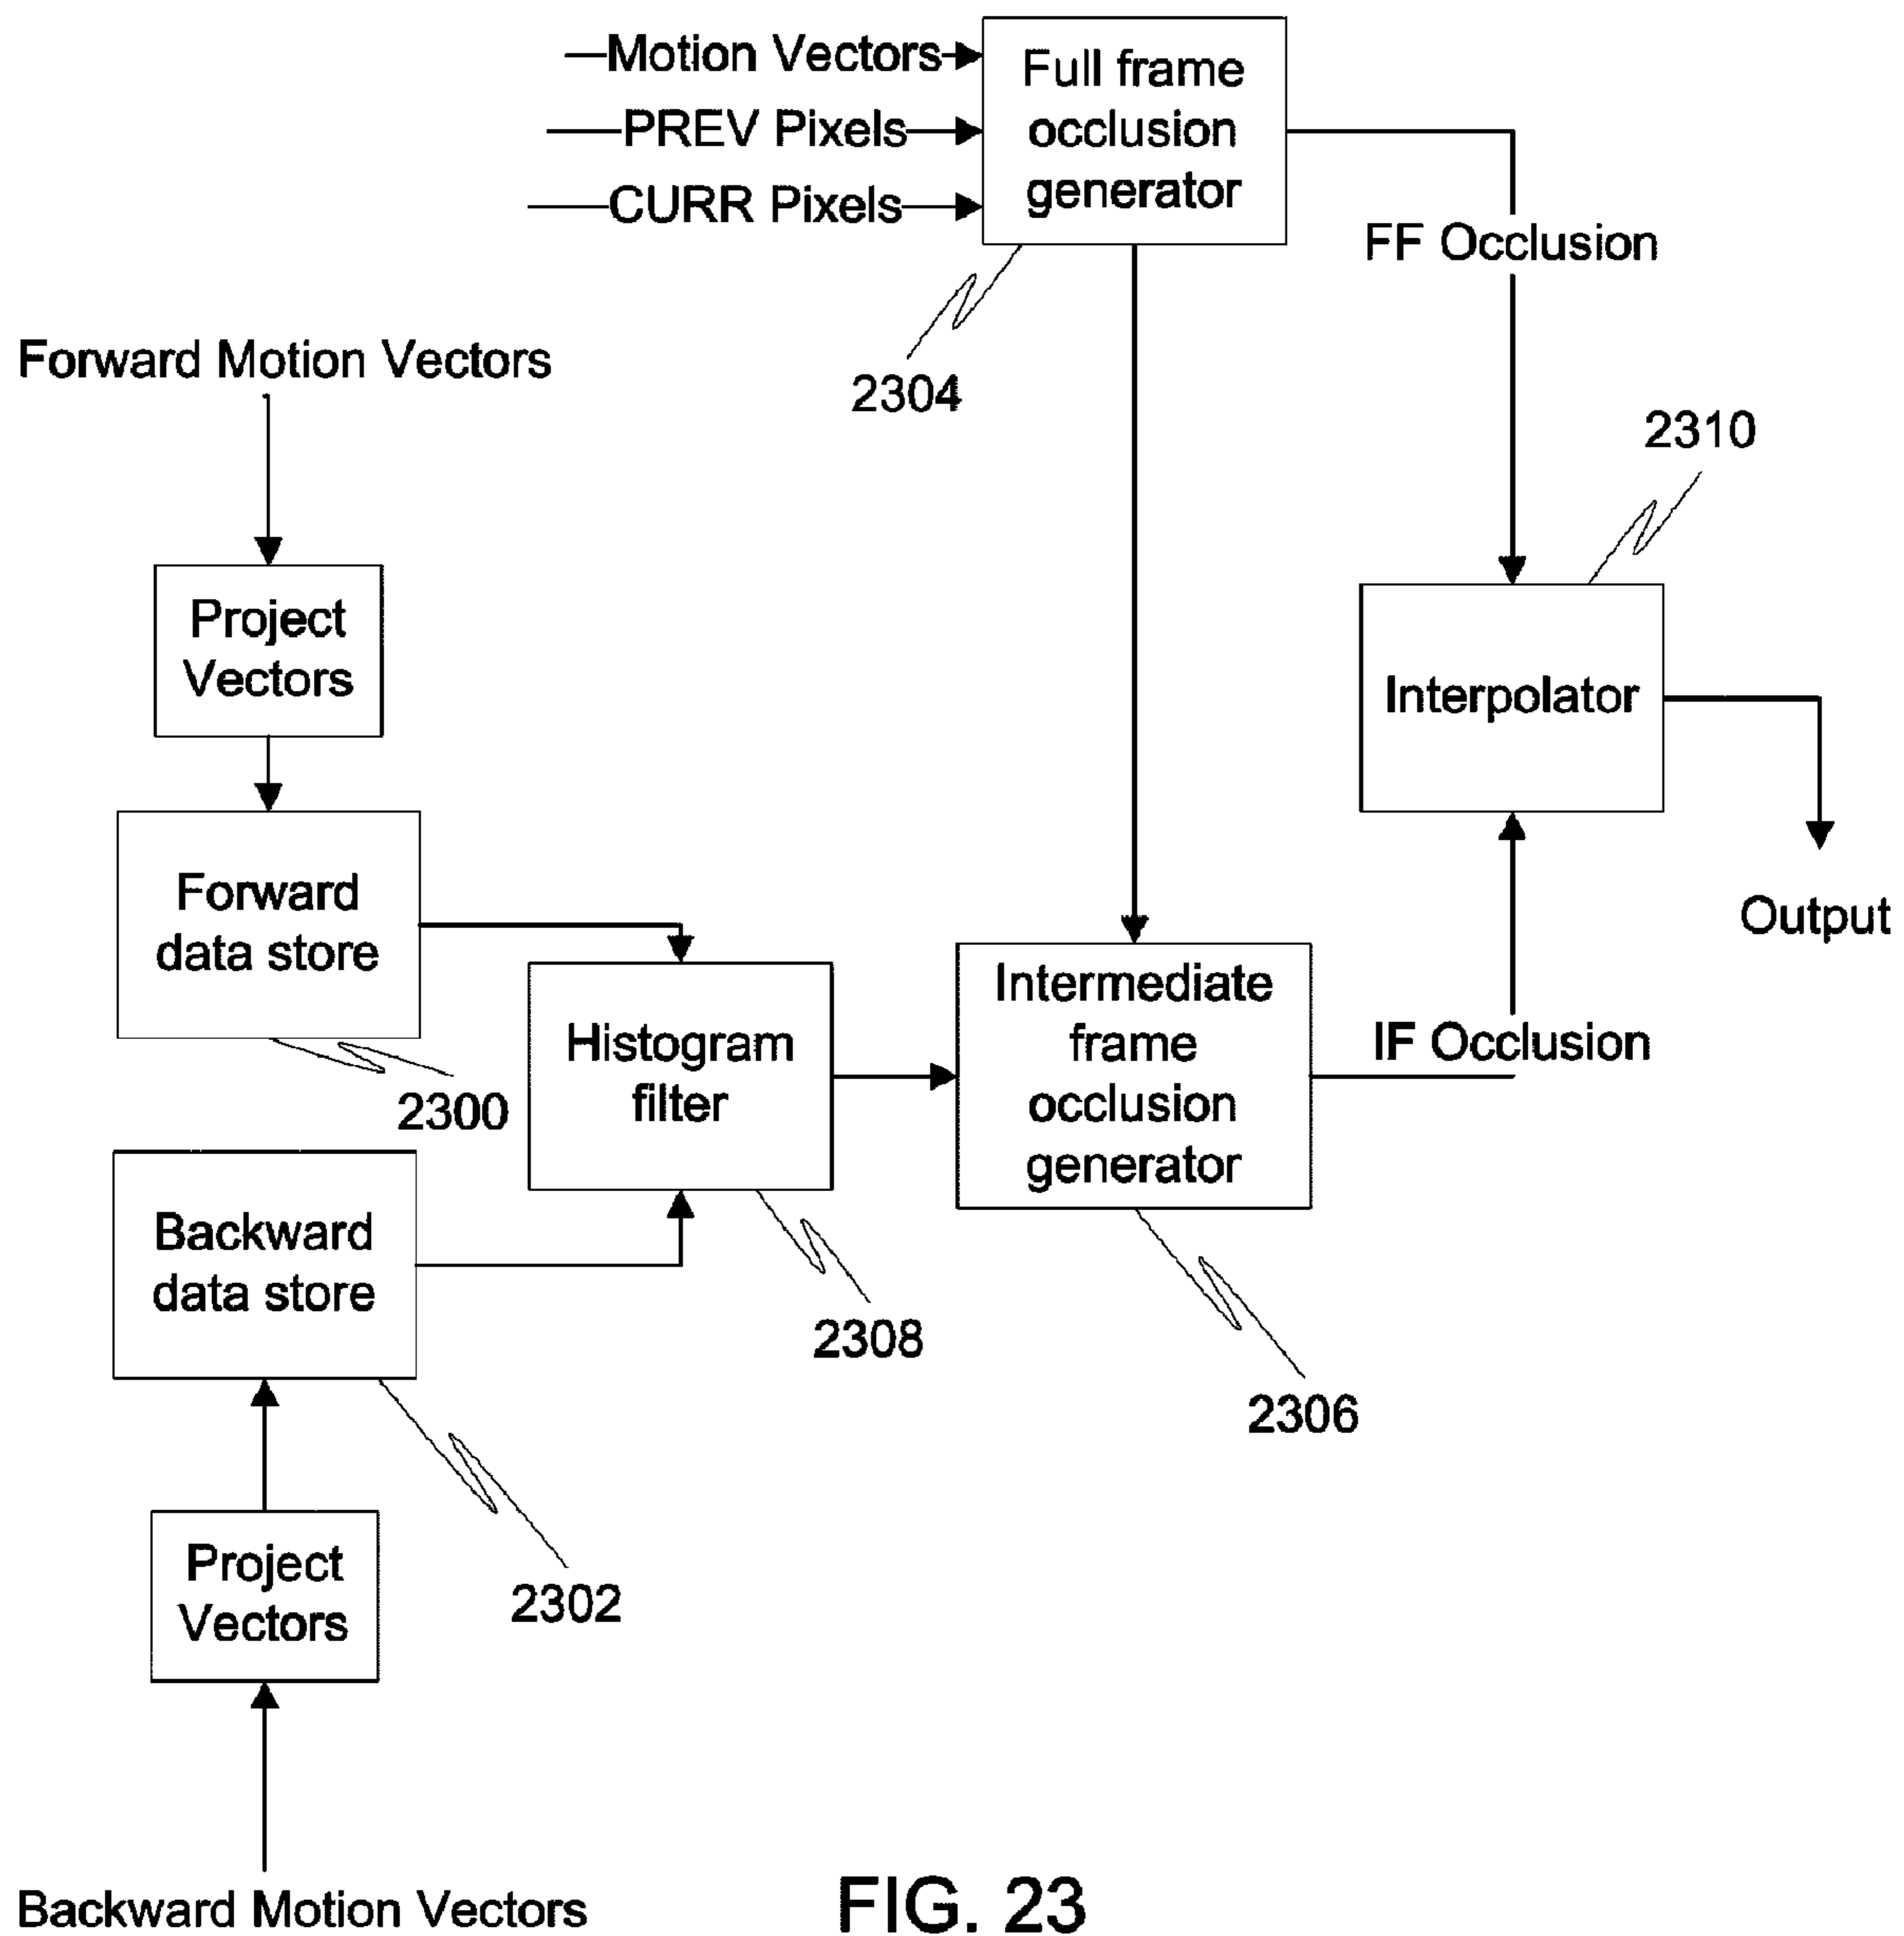 Motion Vectors
PREV Pixels
CURR Pixels
Full frame
occlusion
generator
FF Occlusion
2304
Forward Motion Vectors
2310
Project
Vectors
Interpolator
Forward
data store
Output
2300
Histogram
filter
Intermediate
frame
occlusion
generator
IF Occlusion
Backward
data store
2308
2306
2302
Project
Vectors
Backward Motion Vectors
FIG. 23